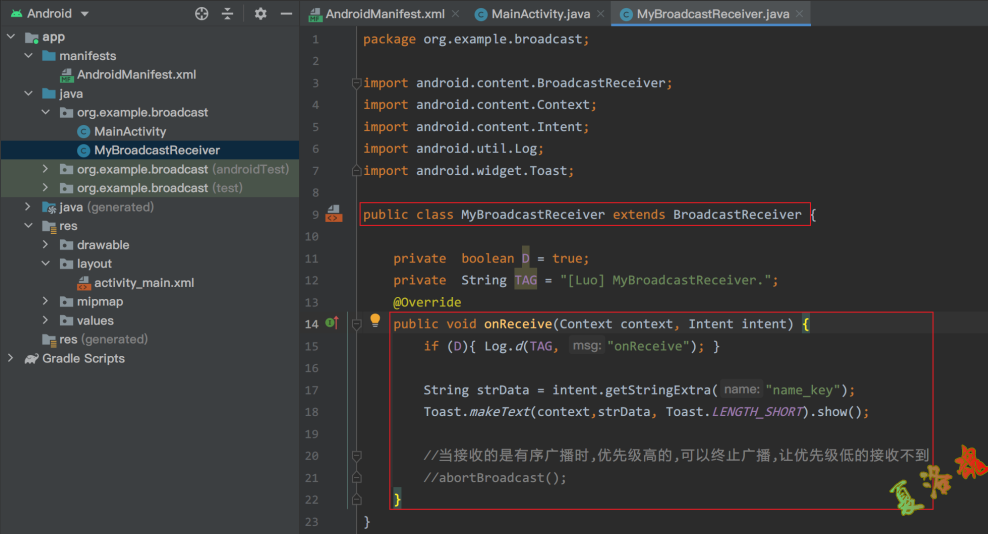 Android
AndroidManifest.xml
MainActivity.java
MyBroadcastReceiver.java
app
manifests
AndroidManifest.xml
java
org.example.broadcast
MainActivity
MyBroadcastReceiver
org.example.broadcast (androidTest)
org.example.broadcast (test)
java (generated)
res
drawable
layout
activity_main.xml
mipmap
values
res (generated)
Gradle Scripts
1 package org.example.broadcast;
2
3 import android.content.BroadcastReceiver;
4 import android.content.Context;
5 import android.content.Intent;
6 import android.util.Log;
7 import android.widget.Toast;
8
9 public class MyBroadcastReceiver extends BroadcastReceiver {
10
11 private boolean D = true;
12 private String TAG = "[Luo] MyBroadcastReceiver.";
13 @Override
14 public void onReceive(Context context, Intent intent) {
15 if (D){ Log.d(TAG, msg: "onReceive"); }
16
17 String strData = intent.getStringExtra( name: "name_key");
18 Toast.makeText(context,strData, Toast.LENGTH_SHORT).show();
19
20 //当接收的是有序广播时,优先级高的,可以终止广播,让优先级低的接收不到
21 //abortBroadcast();
22 }
23 }